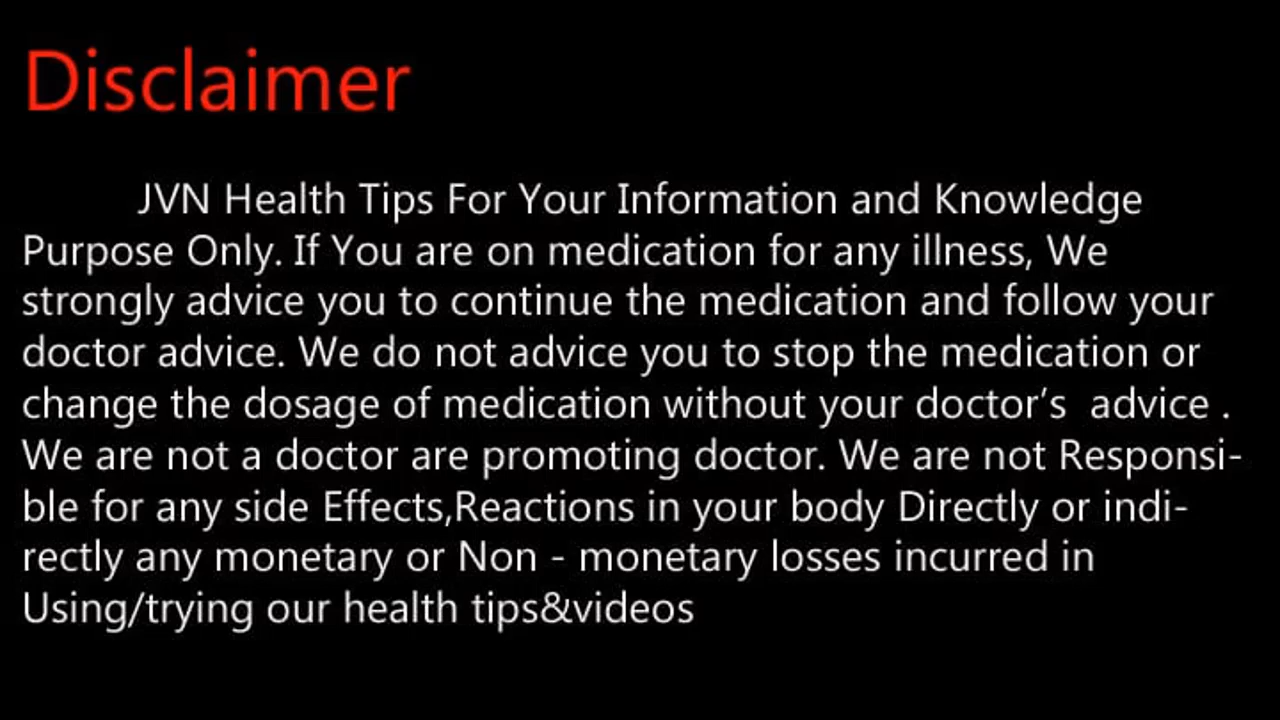 Disclaimer
JVN Health Tips For Your Information and Knowledge
Purpose Only. If You are on medication for any illness, We
strongly advice you to continue the medication and follow your
doctor advice. We do not advice you to stop the medication or
change the dosage of medication without your doctor’s  advice .
We are not a doctor are promoting doctor. We are not Responsi-
ble for any side Effects,Reactions in your body Directly or indi-
rectly any monetary or Non - monetary losses incurred in
Using/trying our health tips&videos